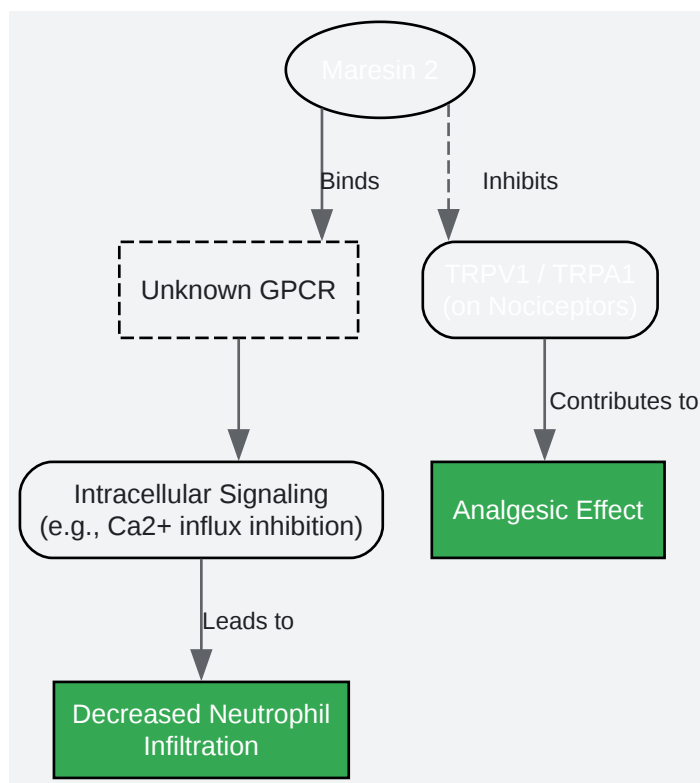 Maresin 2
Binds
Inhibits
Unknown GPCR
TRPV1 / TRPA1
(on Nociceptors)
Contributes to
Intracellular Signaling
(e.g., Ca2+ influx inhibition)
Analgesic Effect
Leads to
Decreased Neutrophil
Infiltration